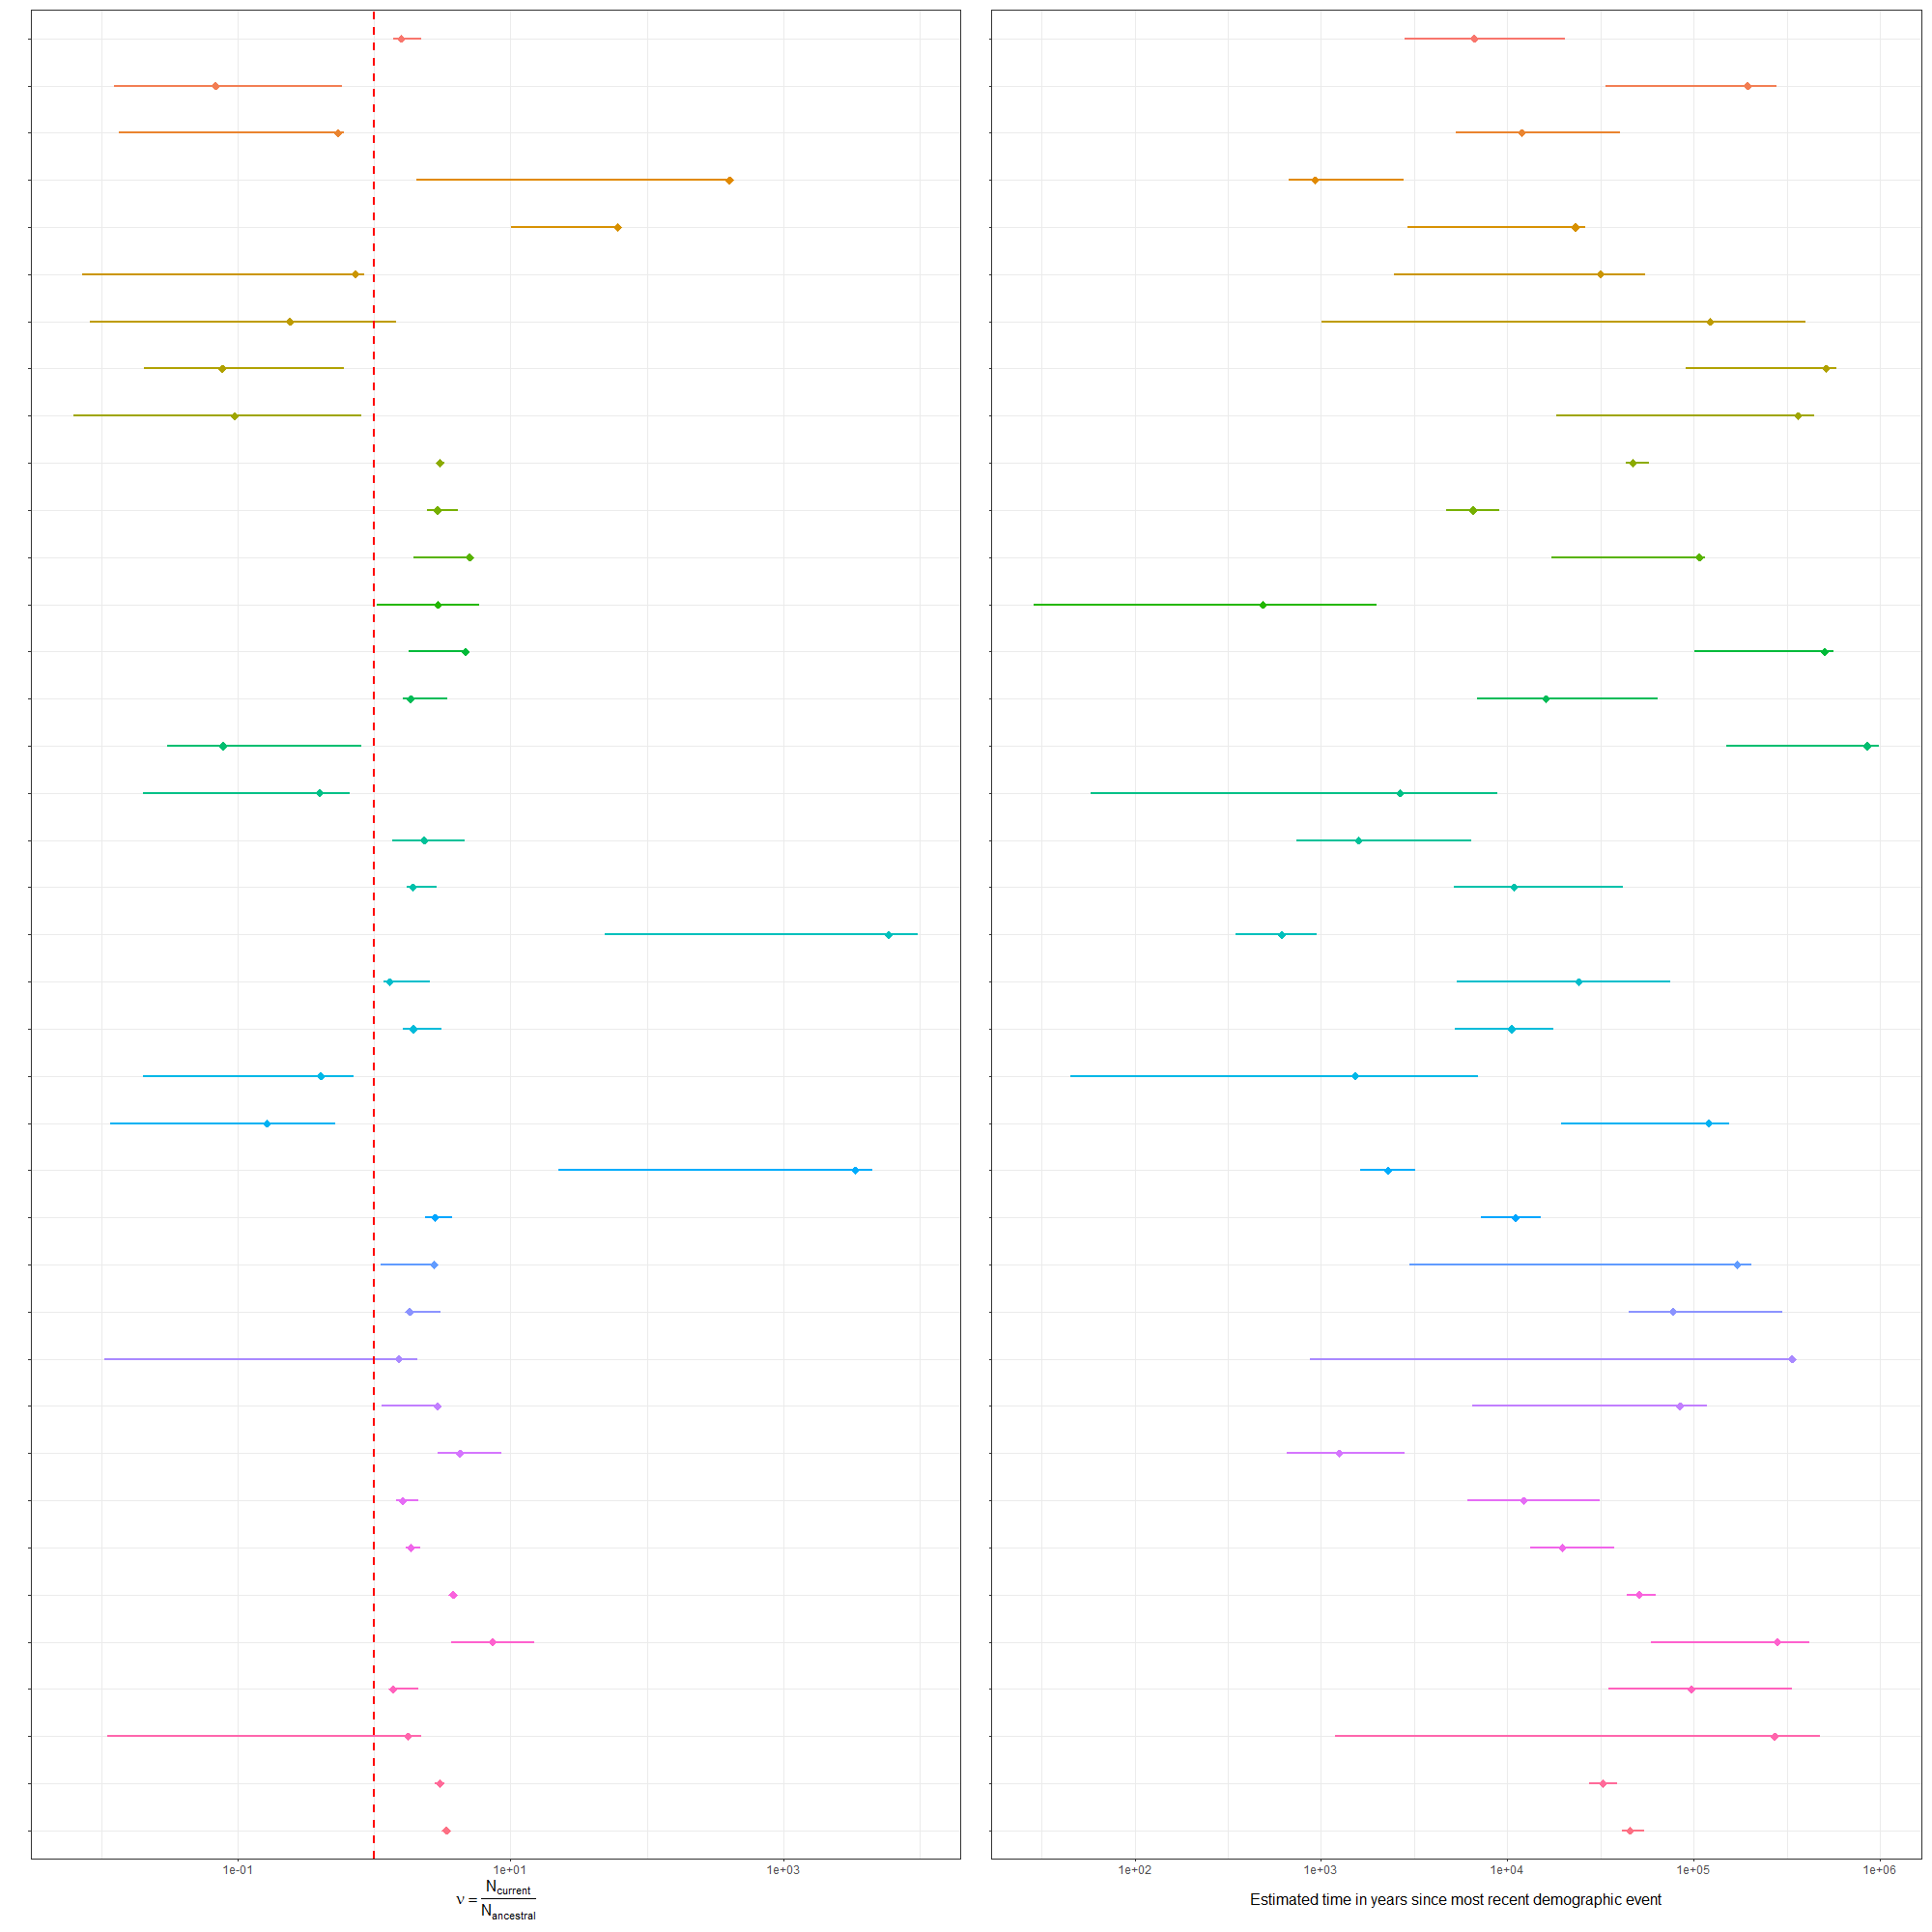 1e-01 1e+01 1e+03
ν = N_current / N_ancestral
1e+02 1e+03 1e+04 1e+05 1e+06
Estimated time in years since most recent demographic event